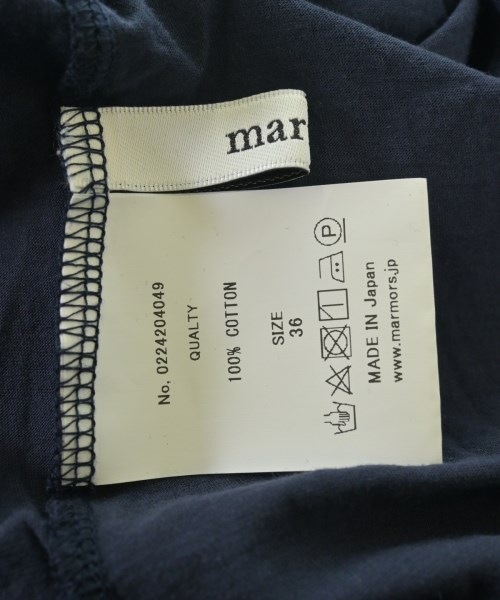 mar
No, 0224204049
QUALTY
100% COTTON
SIZE
36
P
MADE IN Japan
www.marmors.jp